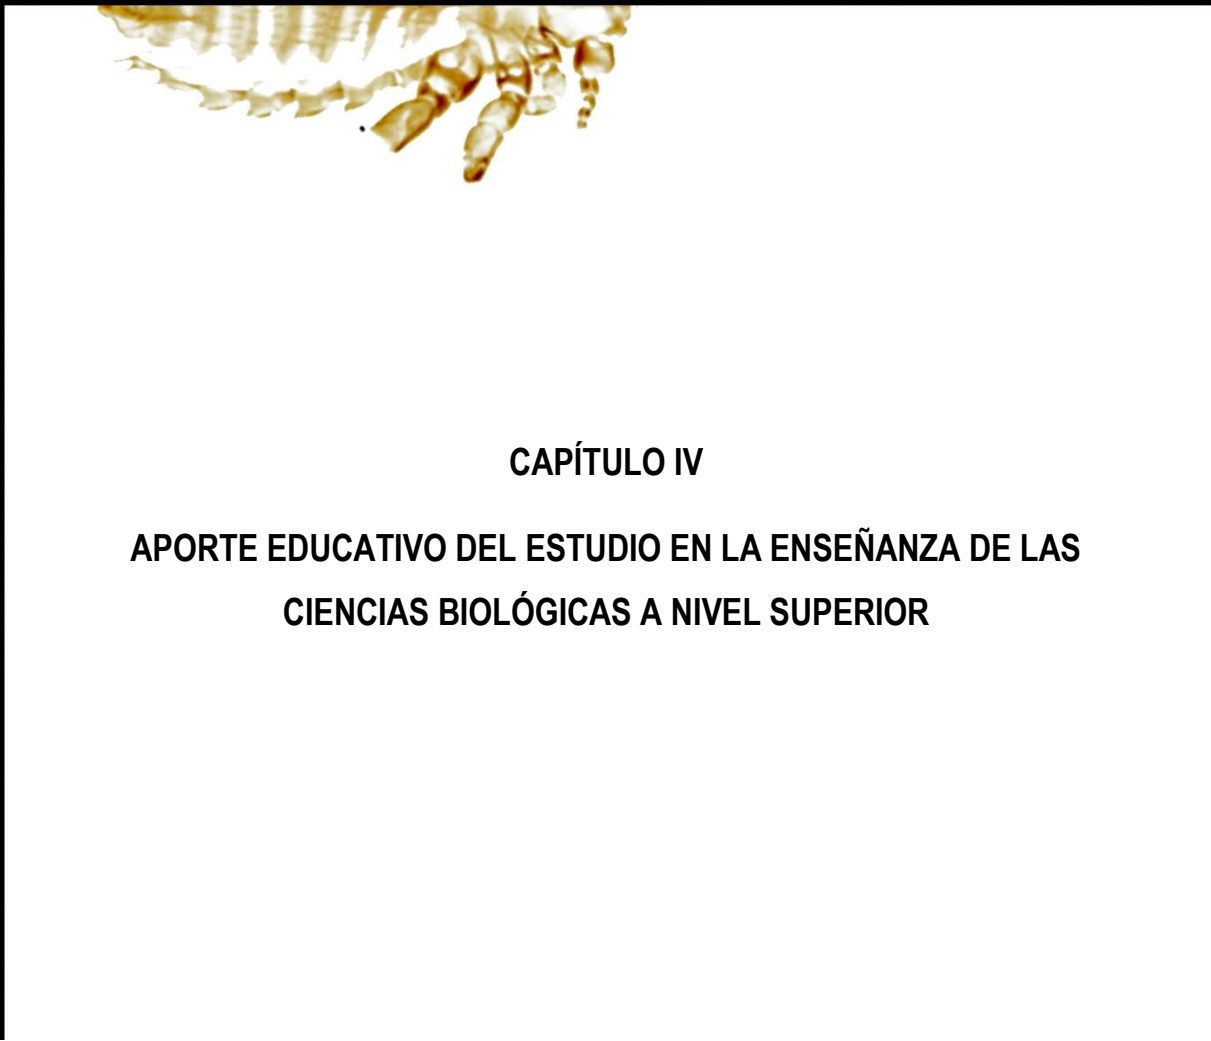 CAPÍTULO IV
APORTE EDUCATIVO DEL ESTUDIO EN LA ENSEÑANZA DE LAS
CIENCIAS BIOLÓGICAS A NIVEL SUPERIOR